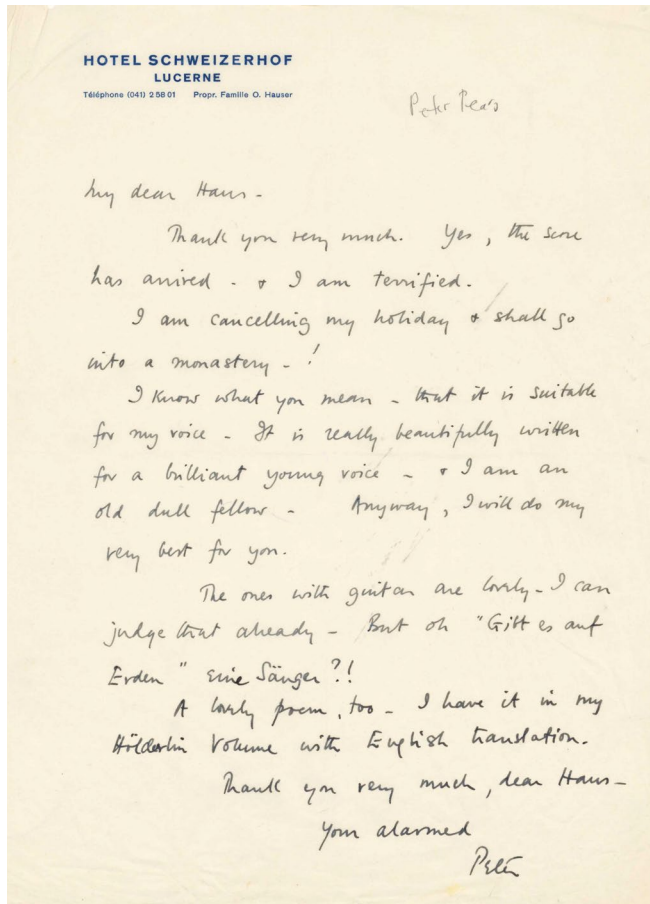 HOTEL SCHWEIZERHOF
LUCERNE
Téléphone (041) 2 58 01 Propr. Famille O. Hauser
Peter Pears
My dear Hans -
Thank you very much. Yes, the score
has arrived - & I am terrified.
I am cancelling my holiday & shall go
into a monastery - !
I know what you mean - that it is suitable
for my voice - It is really beautifully written
for a brilliant young voice - & I am an
old dull fellow - Anyway, I will do my
very best for you.
The ones with guitar are lovely - I can
judge that already - But oh "Gibt es auf
Erden" eine Sänger?!
A lovely poem, too - I have it in my
Hölderlin Volume with English translation.
Thank you very much, dear Hans -
Your alarmed
Peter